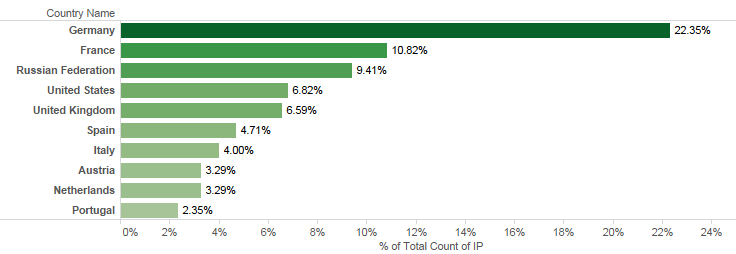 Country Name
Germany 22.35%
France 10.82%
Russian Federation 9.41%
United States 6.82%
United Kingdom 6.59%
Spain 4.71%
Italy 4.00%
Austria 3.29%
Netherlands 3.29%
Portugal 2.35%
0% 2% 4% 6% 8% 10% 12% 14% 16% 18% 20% 22% 24%
% of Total Count of IP